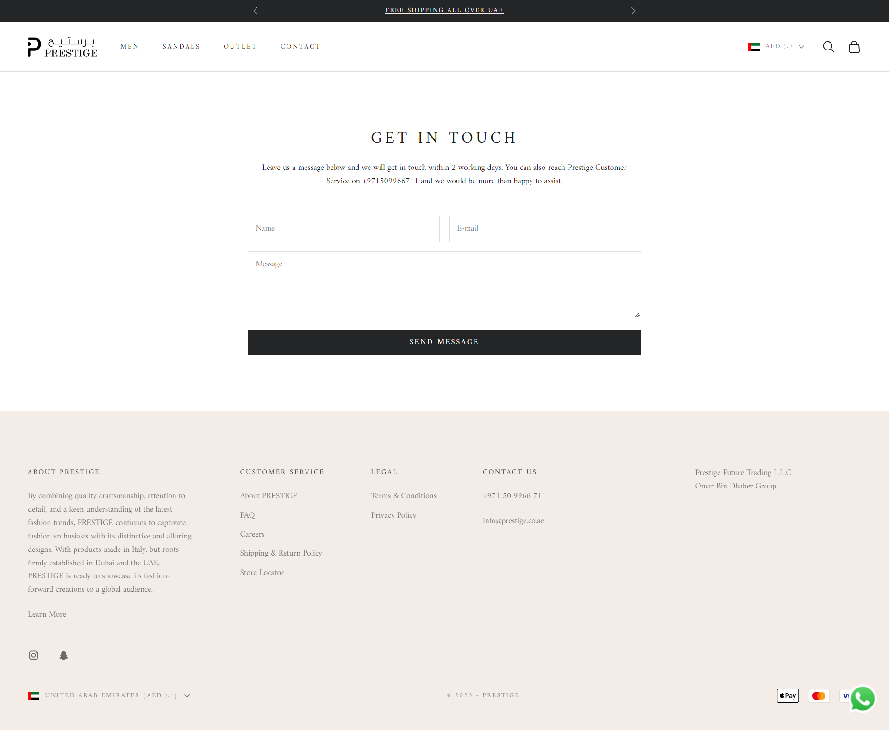 FREE SHIPPING ALL OVER UAE
برستيج
PRESTIGE
MEN
SANDALS
OUTLET
CONTACT
GET IN TOUCH
Leave us a message below and we will get in touch within 2 working days. You can also reach Prestige Customer
Service on and we would be more than happy to assist
Name
E-mail
Message
SEND MESSAGE
ABOUT PRESTIGE
By combining quality craftsmanship, attention to
detail, and a keen understanding of the latest
fashion trends, PRESTIGE continues to captivate
fashion enthusiasts with its distinctive and alluring
designs. With products made in Italy, but roots
firmly established in Dubai and the UAE,
PRESTIGE is ready to showcase its fashion-
forward creations to a global audience.
Learn More
CUSTOMER SERVICE
About PRESTIGE
FAQ
Careers
Shipping & Return Policy
Store Locator
LEGAL
Terms & Conditions
Privacy Policy
CONTACT US
+971 50 9966 71
info@prestige.co.ae
Prestige Future Trading L.L.C
Omar Bin Dhaher Group
UNITED ARAB EMIRATES (AED
© 2023 - PRESTIGE
Pay